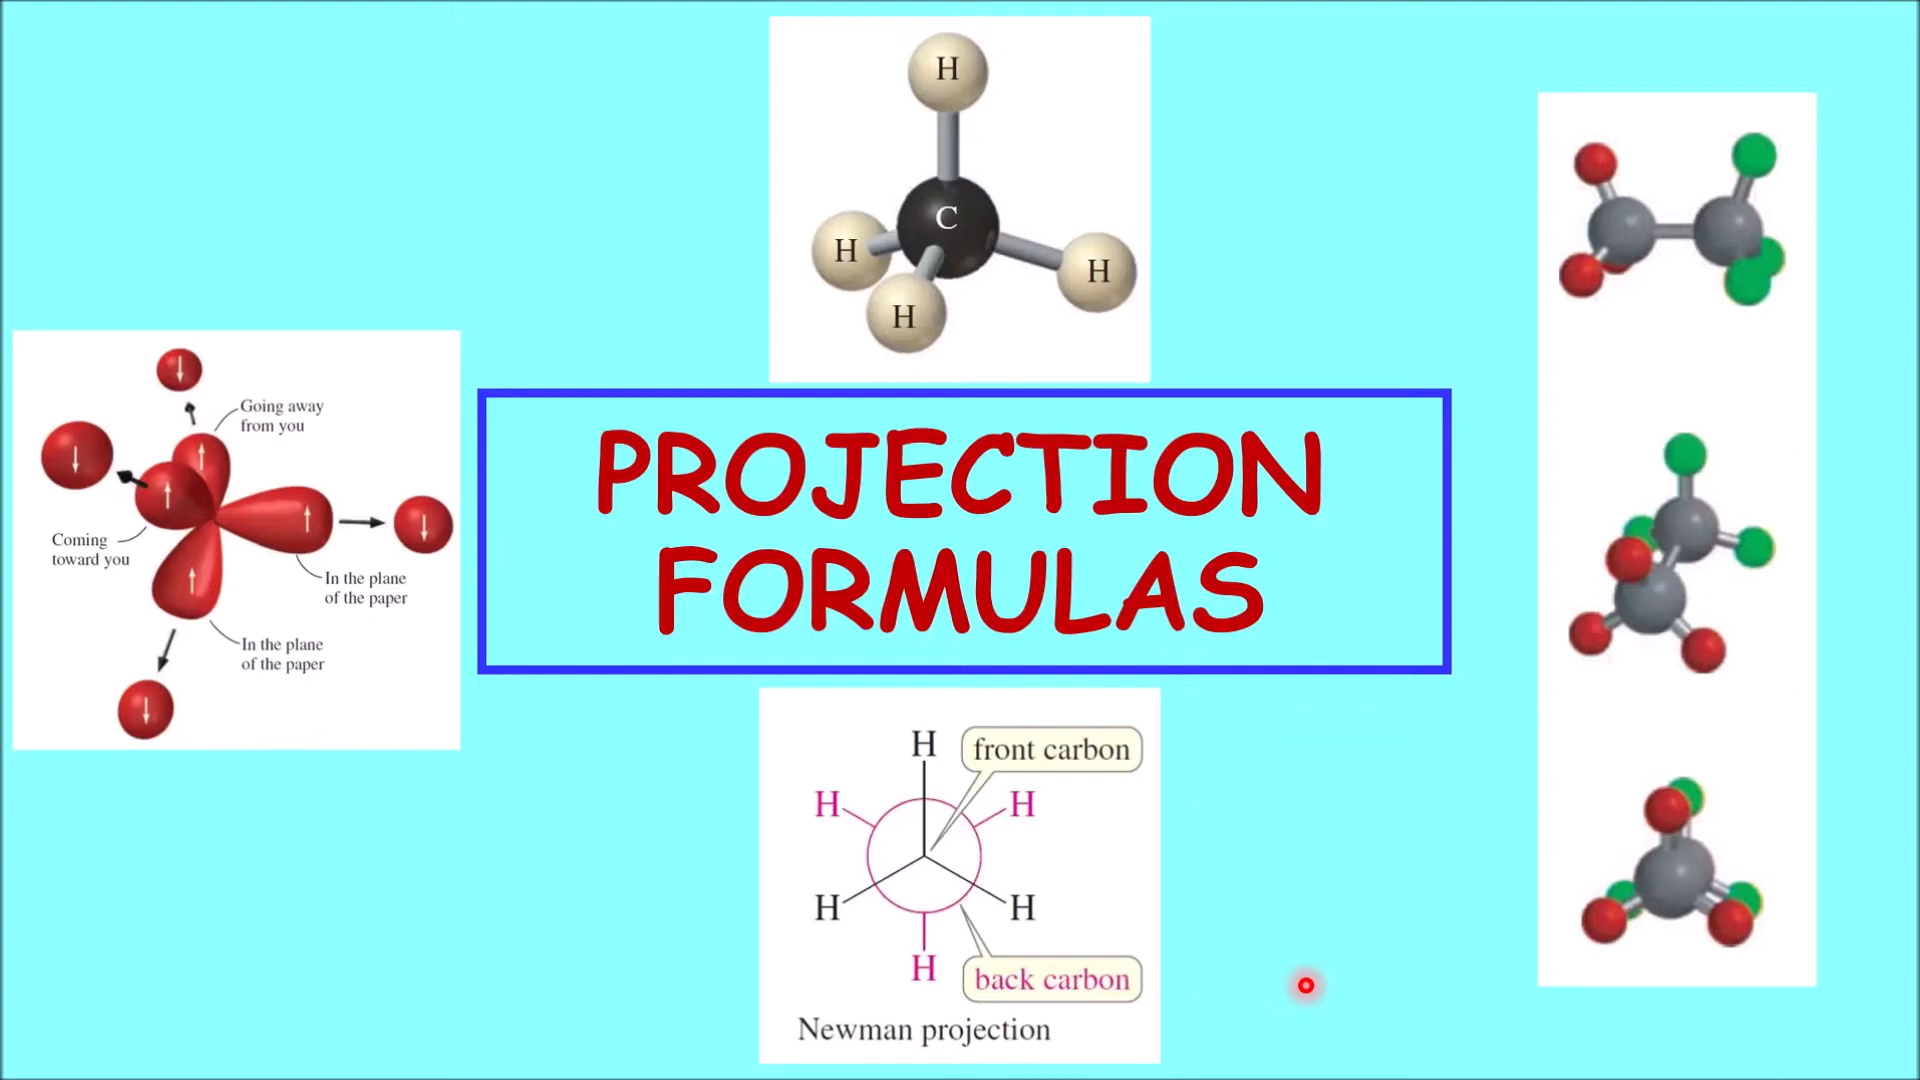 H
C
H
H
H
Going away
from you
Coming
toward you
In the plane
of the paper
In the plane
of the paper
PROJECTION
FORMULAS
H
front carbon
H
H
H
H
H
back carbon
Newman projection